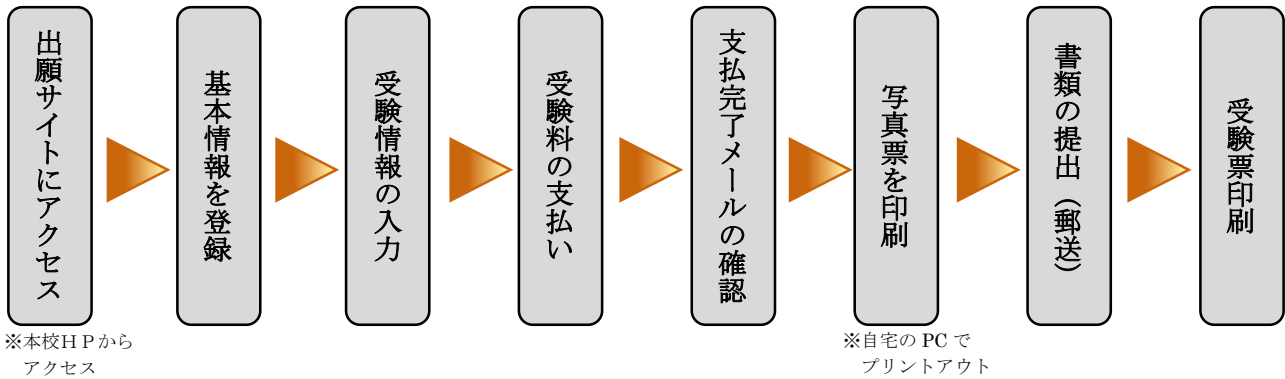 出願サイトにアクセス
基本情報を登録
受験情報の入力
受験料の支払い
支払完了メールの確認
写真票を印刷
書類の提出（郵送）
受験票印刷
※本校ＨＰから
アクセス
※自宅の PC で
プリントアウト